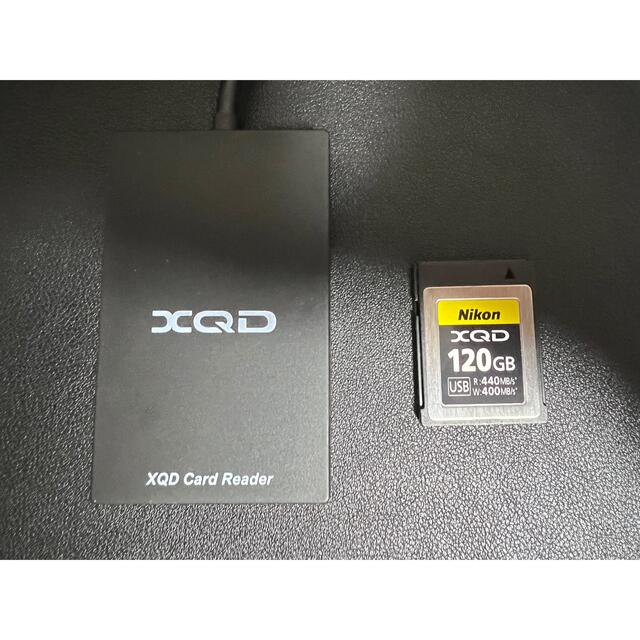 XQD
XQD Card Reader
Nikon
XQD
120GB
USB R:440MB/s*
W:400MB/s*